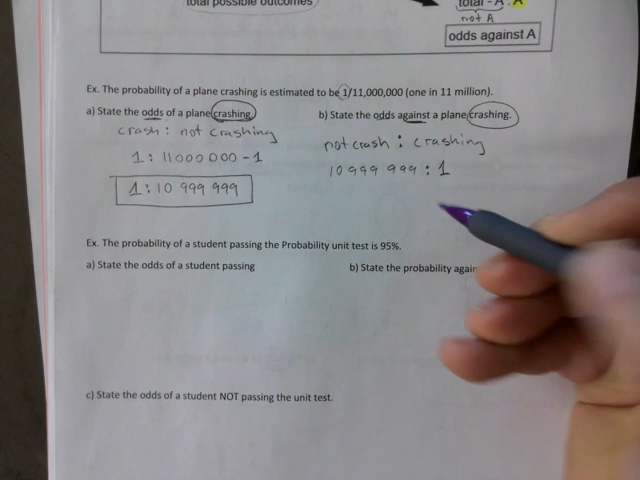 total possible outcomes
total - A : A
not A
odds against A
Ex. The probability of a plane crashing is estimated to be 1/11,000,000 (one in 11 million).
a) State the odds of a plane crashing.
b) State the odds against a plane crashing.
crash : not crashing
not crash : crashing
1 : 11 000 000 - 1
10 999 999 : 1
1 : 10 999 999
Ex. The probability of a student passing the Probability unit test is 95%.
a) State the odds of a student passing
b) State the probability
c) State the odds of a student NOT passing the unit test.